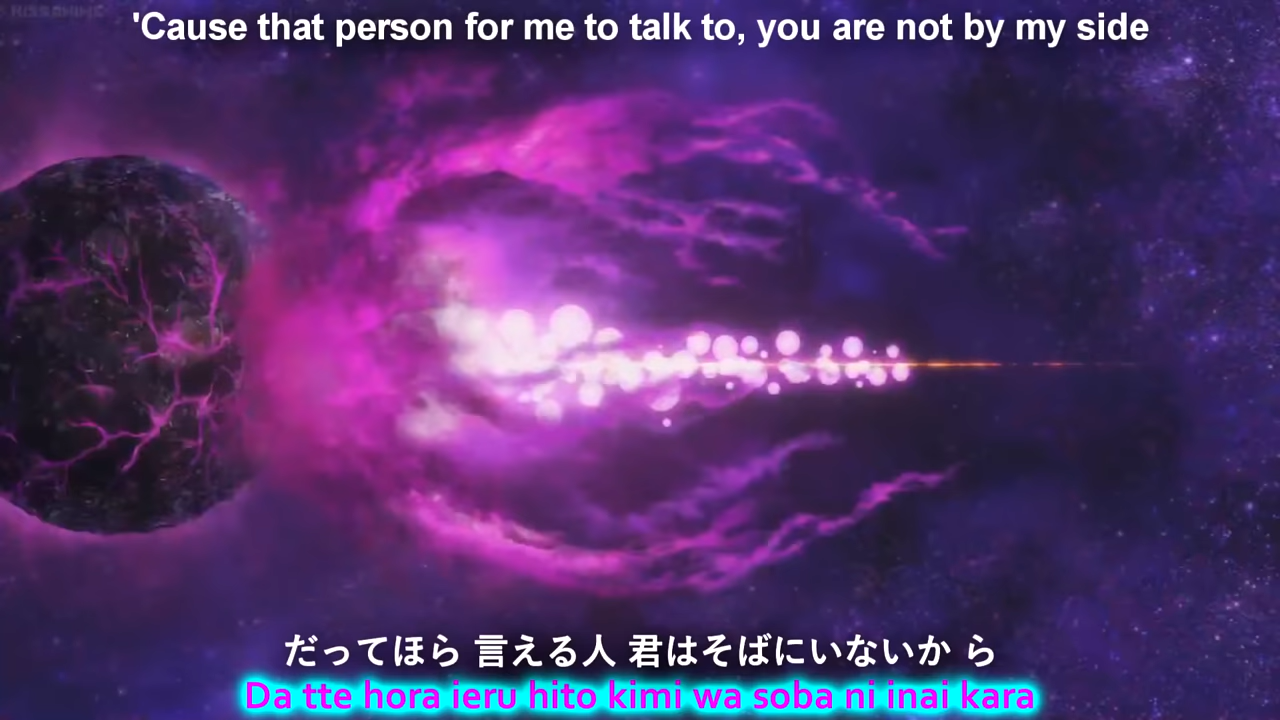 KISSANIME
'Cause that person for me to talk to, you are not by my side
だってほら 言える人 君はそばにいないか ら
Da tte hora ieru hito kimi wa soba ni inai kara